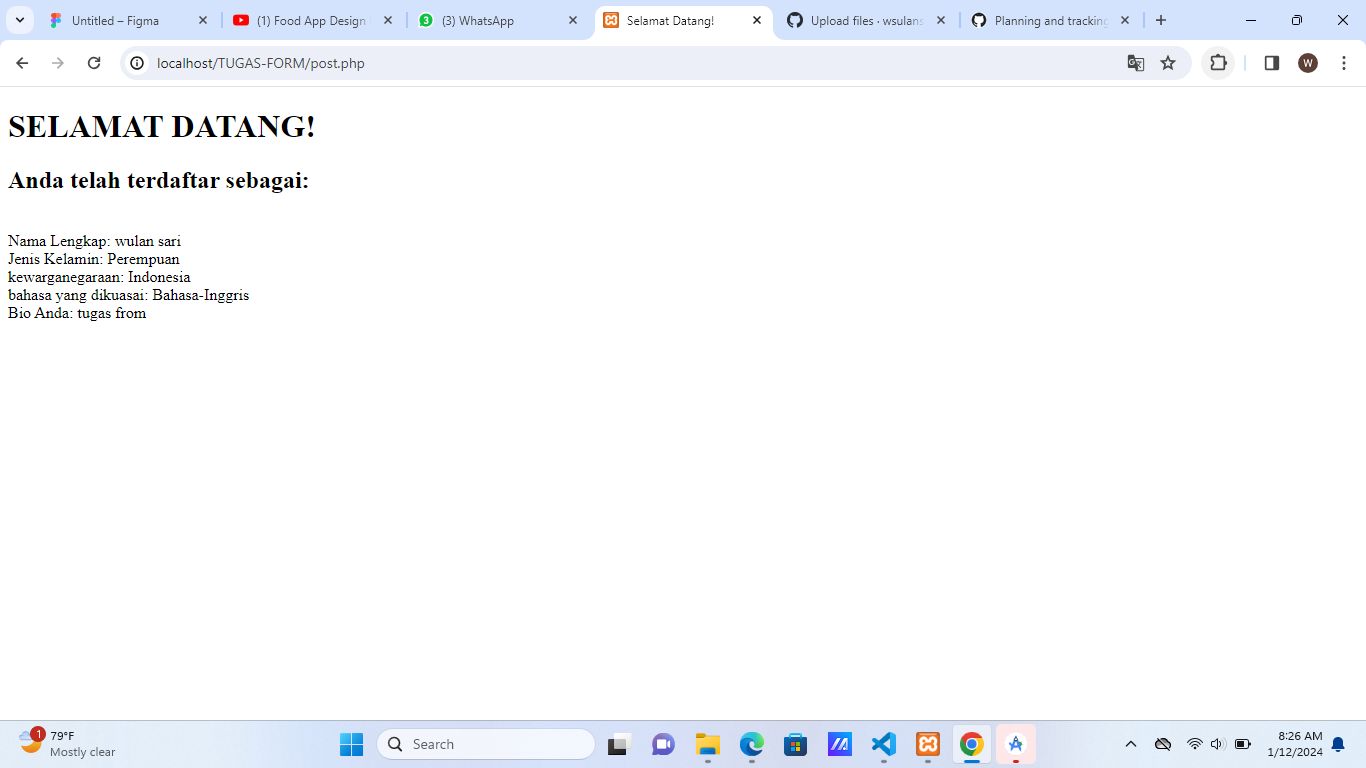 Untitled – Figma
(1) Food App Design
3
(3) WhatsApp
Selamat Datang!
Upload files · wsulans
Planning and tracking
localhost/TUGAS-FORM/post.php
W
SELAMAT DATANG!
Anda telah terdaftar sebagai:
Nama Lengkap: wulan sari
Jenis Kelamin: Perempuan
kewarganegaraan: Indonesia
bahasa yang dikuasai: Bahasa-Inggris
Bio Anda: tugas from
1
79°F
Mostly clear
Search
8:26 AM
1/12/2024